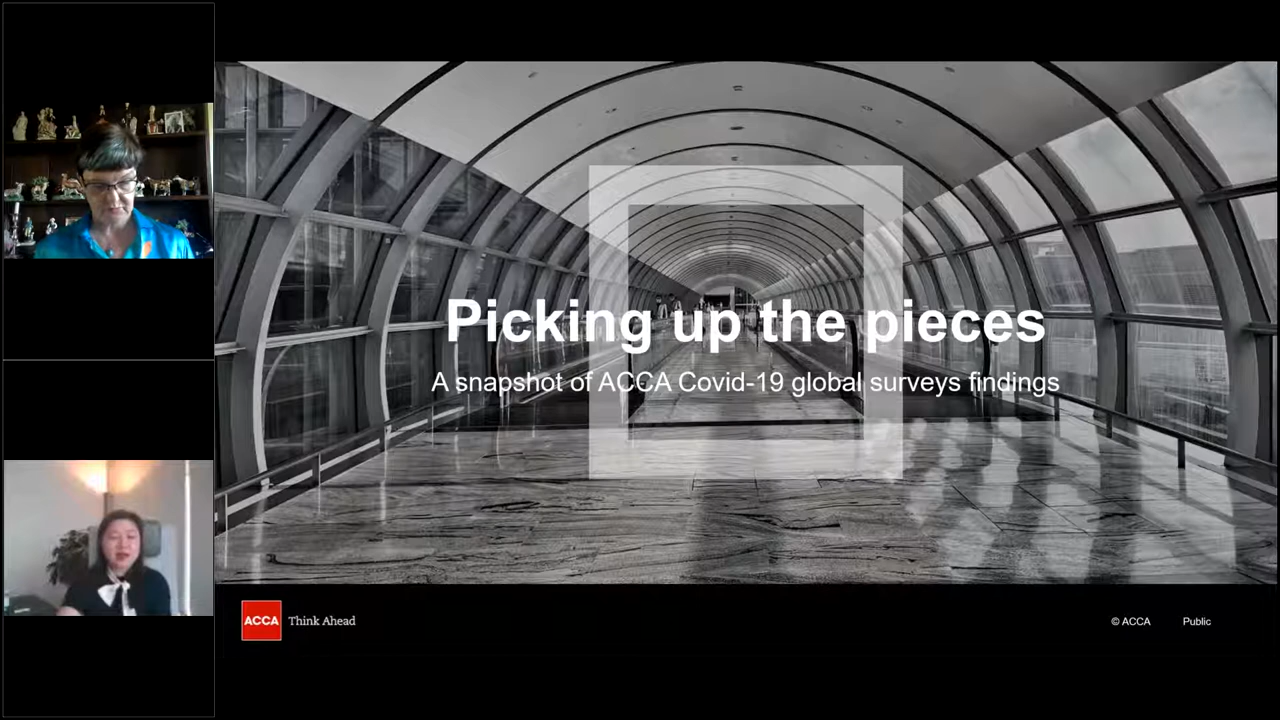 Picking up the pieces
A snapshot of ACCA Covid-19 global surveys findings
ACCA Think Ahead
© ACCA Public